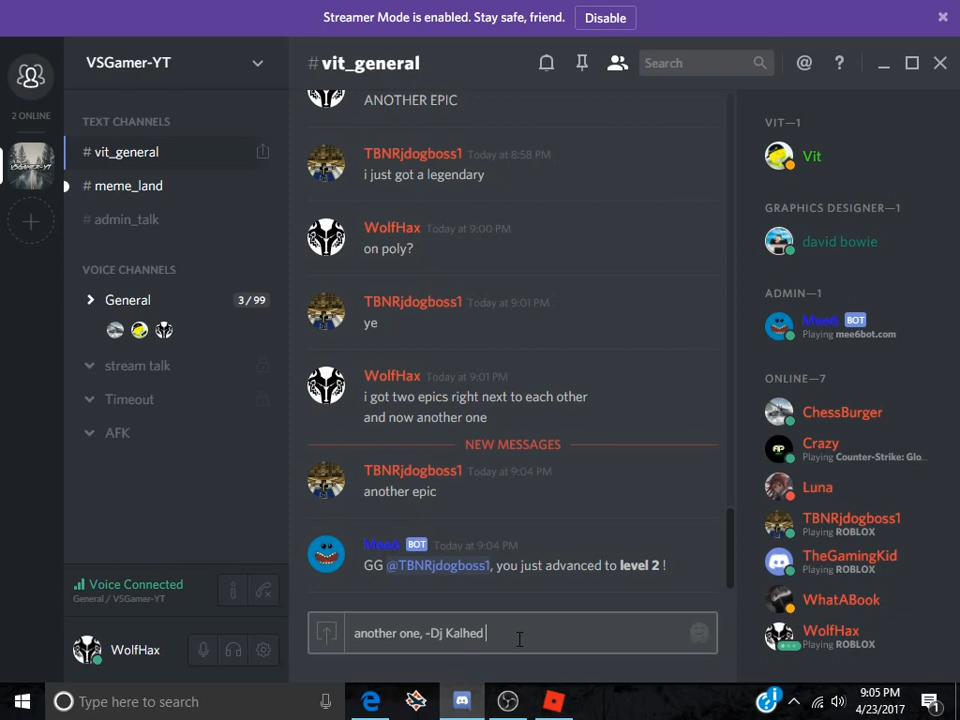 Streamer Mode is enabled. Stay safe, friend. Disable
2 ONLINE
VSGamer-YT
TEXT CHANNELS
# vit_general
# meme_land
# admin_talk
VOICE CHANNELS
General 3 / 99
stream talk
Timeout
AFK
Voice Connected
General / VSGamer-YT
WolfHax
# vit_general
Search
ANOTHER EPIC
TBNRjdogboss1 Today at 8:58 PM
i just got a legendary
WolfHax Today at 9:00 PM
on poly?
TBNRjdogboss1 Today at 9:01 PM
ye
WolfHax Today at 9:01 PM
i got two epics right next to each other
and now another one
NEW MESSAGES
TBNRjdogboss1 Today at 9:04 PM
another epic
Mee6 BOT Today at 9:04 PM
GG @TBNRjdogboss1, you just advanced to level 2 !
another one, -Dj Kalhed
VIT—1
Vit
GRAPHICS DESIGNER—1
david bowie
ADMIN—1
Mee6 BOT
Playing mee6bot.com
ONLINE—7
ChessBurger
Crazy
Playing Counter-Strike: Glo...
Luna
TBNRjdogboss1
Playing ROBLOX
TheGamingKid
Playing ROBLOX
WhatABook
WolfHax
Playing ROBLOX
Type here to search
9:05 PM
4/23/2017
1